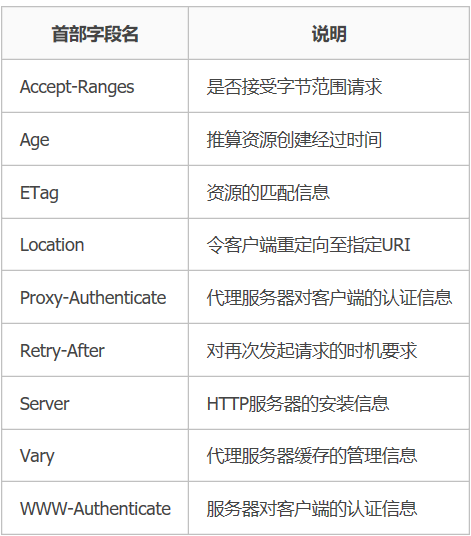 首部字段名 说明
Accept-Ranges 是否接受字节范围请求
Age 推算资源创建经过时间
ETag 资源的匹配信息
Location 令客户端重定向至指定URI
Proxy-Authenticate 代理服务器对客户端的认证信息
Retry-After 对再次发起请求的时机要求
Server HTTP服务器的安装信息
Vary 代理服务器缓存的管理信息
WWW-Authenticate 服务器对客户端的认证信息